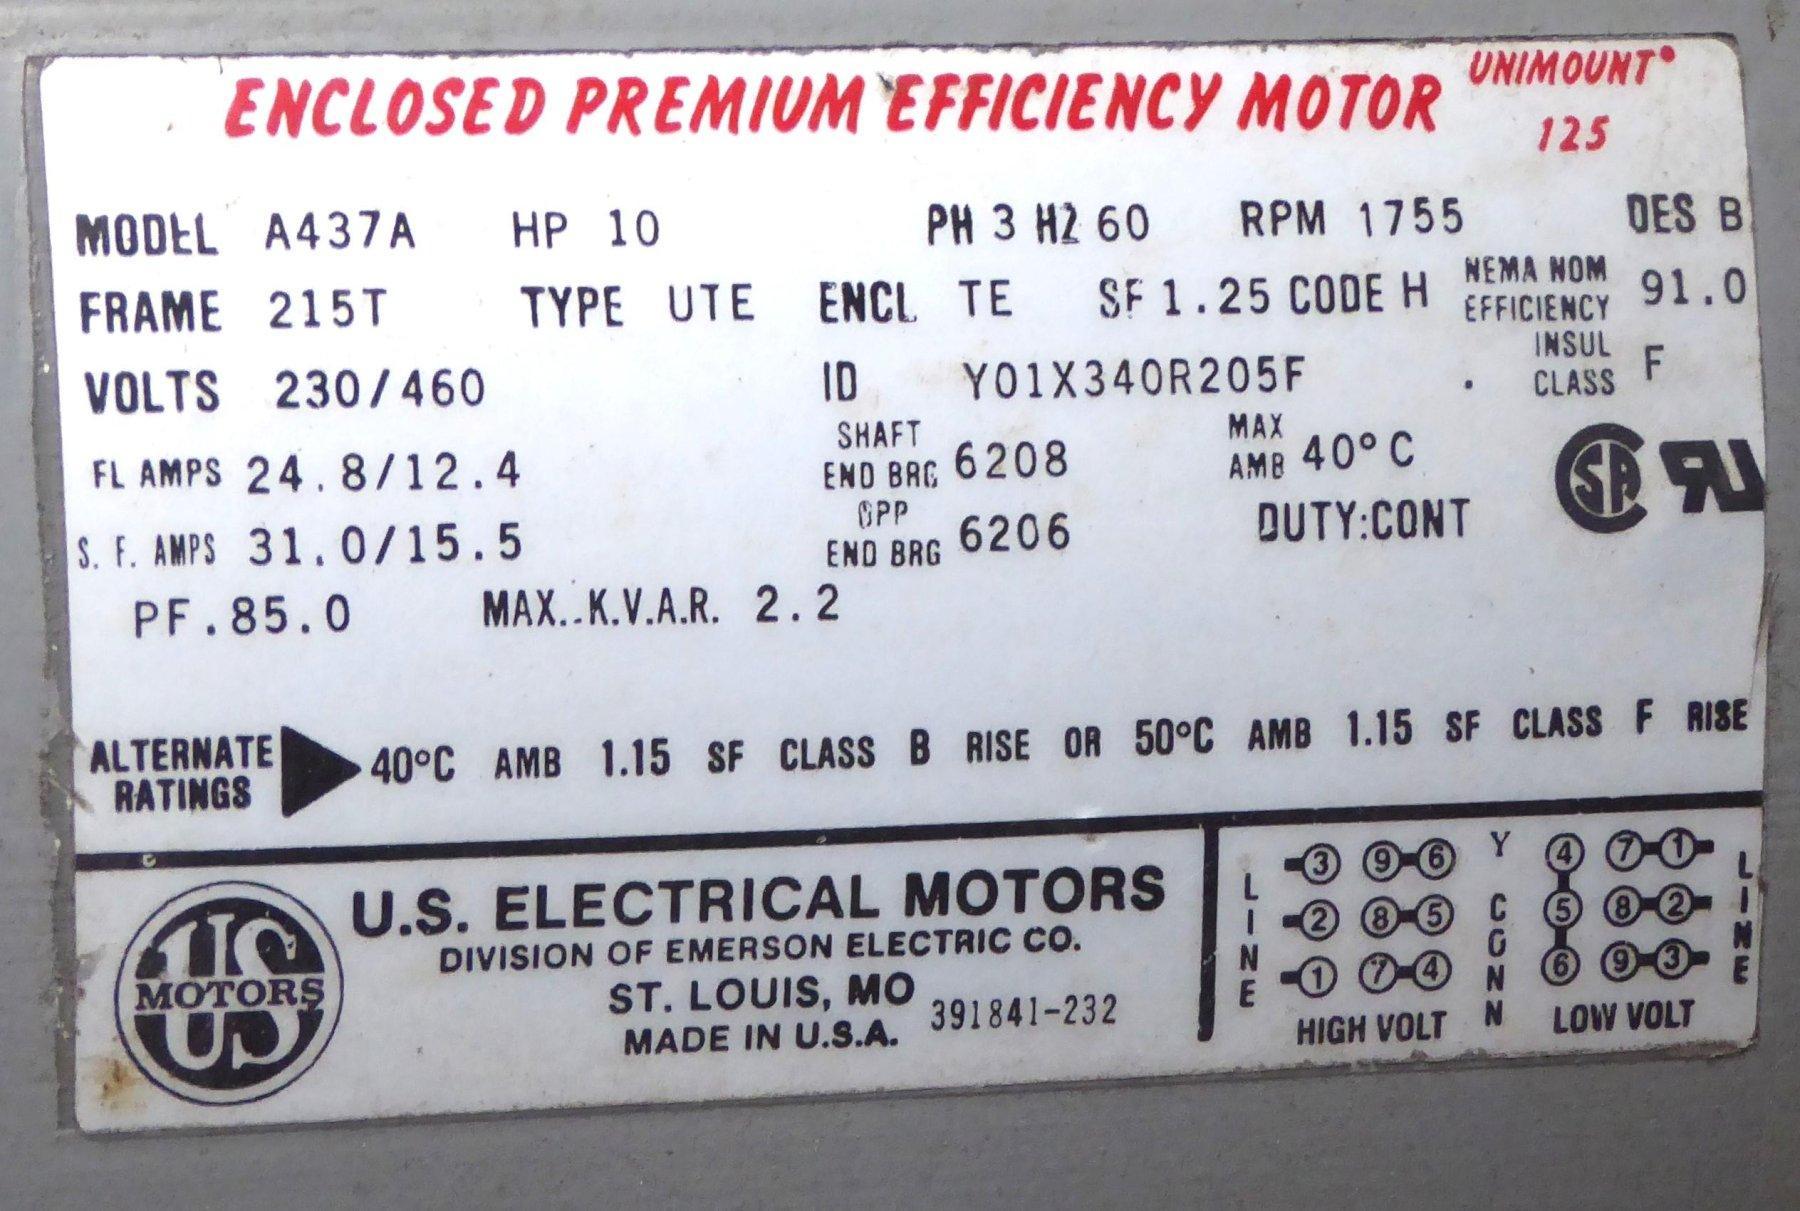 ENCLOSED PREMIUM EFFICIENCY MOTOR UNIMOUNT
125
MODEL A437A HP 10 PH 3 HZ 60 RPM 1755 DES B
FRAME 215T TYPE UTE ENCL TE SF 1.25 CODE H NEMA NOM EFFICIENCY 91.0
VOLTS 230/460 ID Y01X340R205F INSUL CLASS F
FL AMPS 24.8/12.4 SHAFT END BRG 6208 MAX AMB 40°C
S.F. AMPS 31.0/15.5 OPP END BRG 6206 DUTY:CONT
PF.85.0 MAX. K.V.A.R. 2.2
ALTERNATE RATINGS 40°C AMB 1.15 SF CLASS B RISE OR 50°C AMB 1.15 SF CLASS F RISE
US MOTORS
U.S. ELECTRICAL MOTORS
DIVISION OF EMERSON ELECTRIC CO.
ST. LOUIS, MO
MADE IN U.S.A. 391841-232
LINE
3 9 6
2 8 5
1 7 4
HIGH VOLT
Y CONN
4 7 1
5 8 2
6 9 3
LOW VOLT
LINE